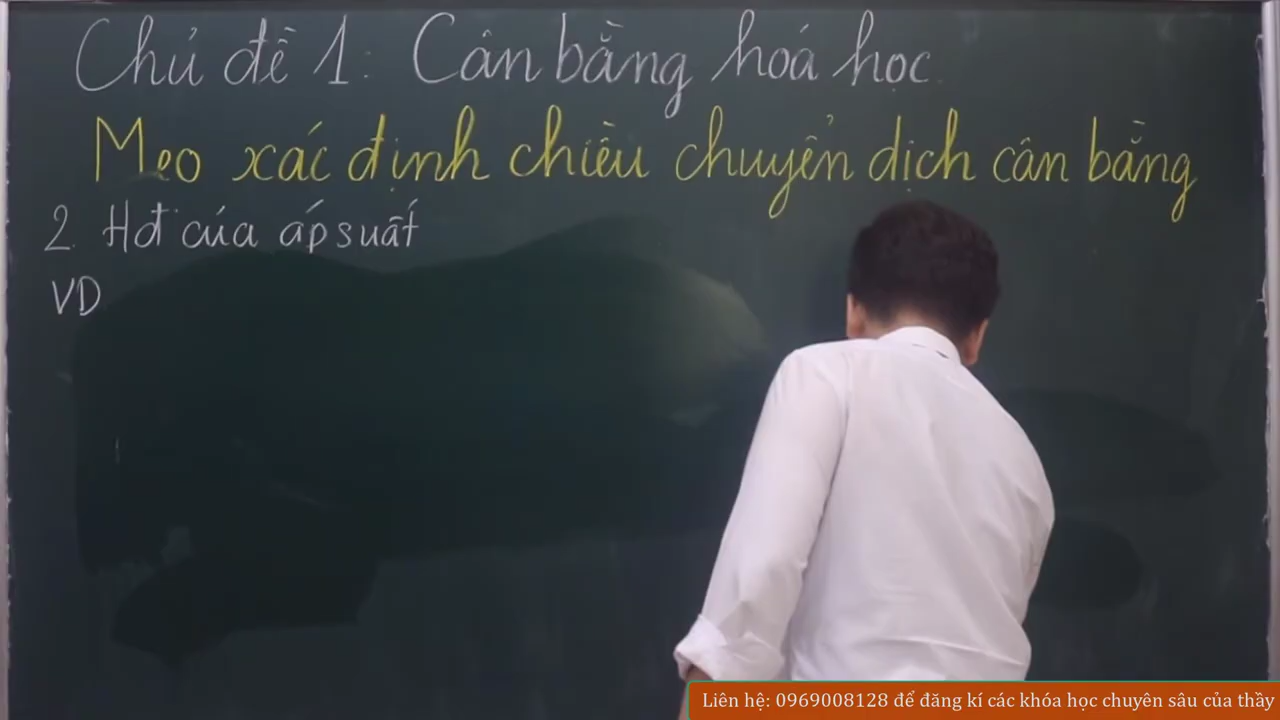 Chủ đề 1: Cân bằng hoá học
Mẹo xác định chiều chuyển dịch cân bằng
2. Hđ của áp suất
VD
Liên hệ: 0969008128 để đăng kí các khóa học chuyên sâu của thầy